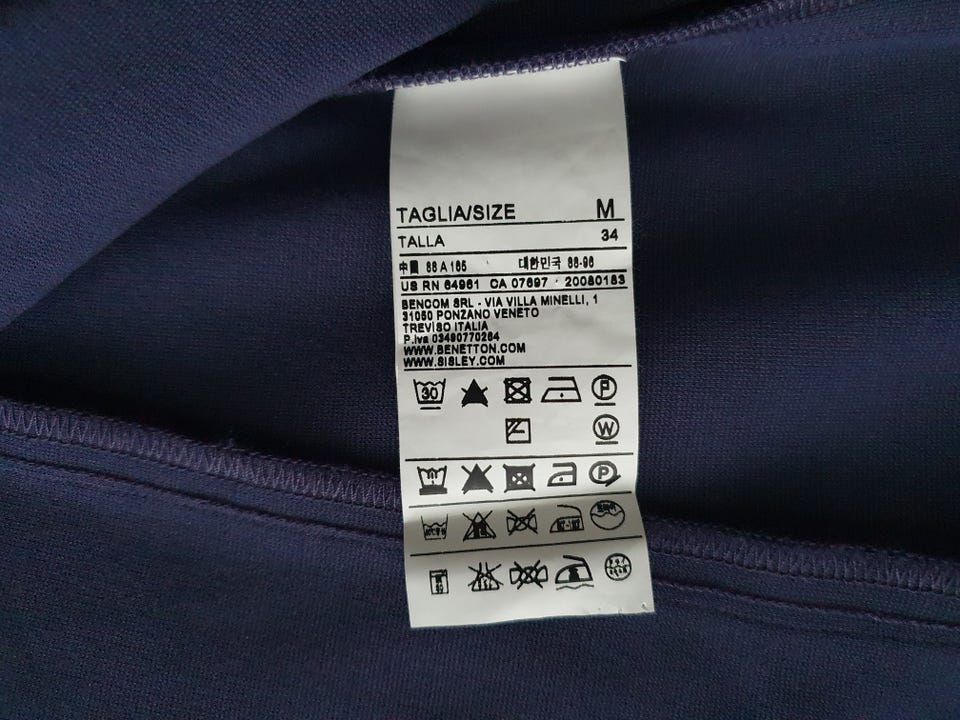 TAGLIA/SIZE M
TALLA 34
中國 88 A 165 대한민국 88-96
US RN 64961 CA 07697 · 20080183
BENCOM SRL - VIA VILLA MINELLI, 1
31050 PONZANO VENETO
TREVISO ITALIA
P.Iva 03490770264
WWW.BENETTON.COM
WWW.SISLEY.COM
30 P
W
P